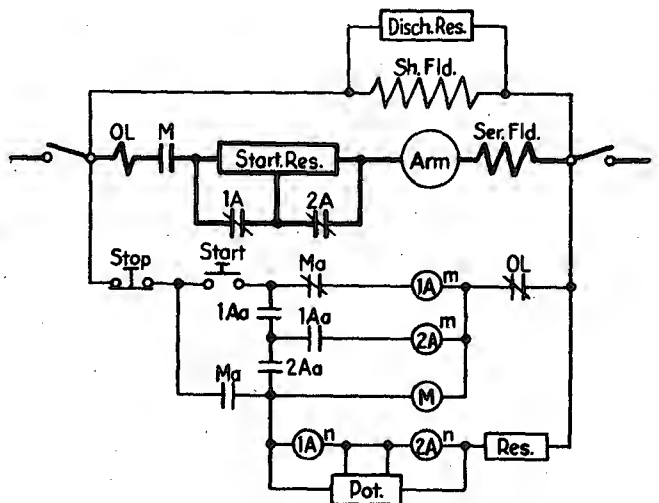 Disch. Res.
Sh. Fld.
OL
M
Start. Res.
Arm
Ser. Fld.
1A
2A
Stop
Start
Ma
1A m
OL
1Aa
1Aa
2A m
2Aa
Ma
M
1A n
2A n
Res.
Pot.